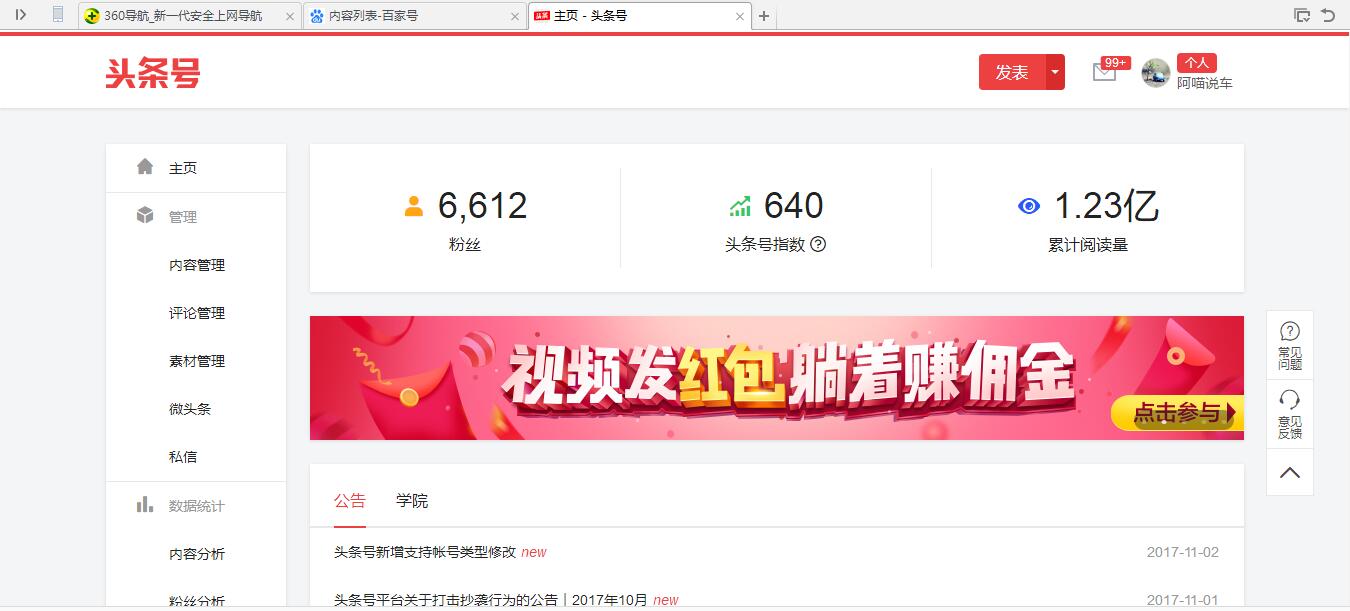 360导航_新一代安全上网导航
内容列表-百家号
头条
主页 - 头条号
头条号
发表
99+
个人
阿喵说车
主页
管理
内容管理
评论管理
素材管理
微头条
私信
数据统计
内容分析
粉丝分析
6,612
粉丝
640
头条号指数 ?
1.23亿
累计阅读量
视频发红包躺着赚佣金
点击参与
公告
学院
头条号新增支持帐号类型修改 new
2017-11-02
头条号平台关于打击抄袭行为的公告｜2017年10月 new
2017-11-01
?
常见
问题
意见
反馈